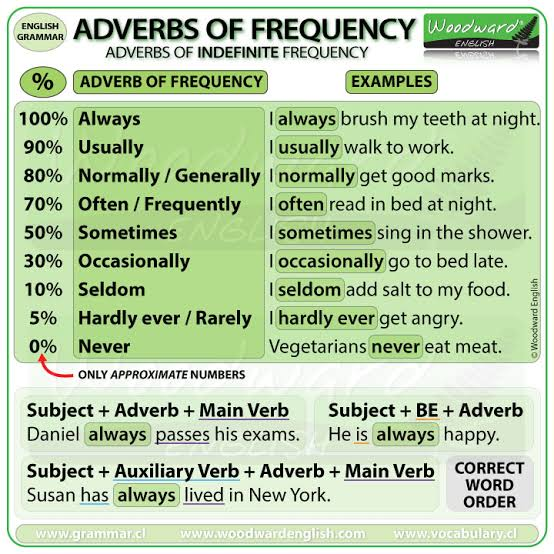 ENGLISH
GRAMMAR
ADVERBS OF FREQUENCY
ADVERBS OF INDEFINITE FREQUENCY
Woodward®
ENGLISH
% ADVERB OF FREQUENCY EXAMPLES
100% Always I always brush my teeth at night.
90% Usually I usually walk to work.
80% Normally / Generally I normally get good marks.
70% Often / Frequently I often read in bed at night.
50% Sometimes I sometimes sing in the shower.
30% Occasionally I occasionally go to bed late.
10% Seldom I seldom add salt to my food.
5% Hardly ever / Rarely I hardly ever get angry.
0% Never Vegetarians never eat meat.
© Woodward English
ONLY APPROXIMATE NUMBERS
Subject + Adverb + Main Verb
Daniel always passes his exams.
Subject + BE + Adverb
He is always happy.
Subject + Auxiliary Verb + Adverb + Main Verb
Susan has always lived in New York.
CORRECT
WORD
ORDER
www.grammar.cl www.woodwardenglish.com www.vocabulary.cl